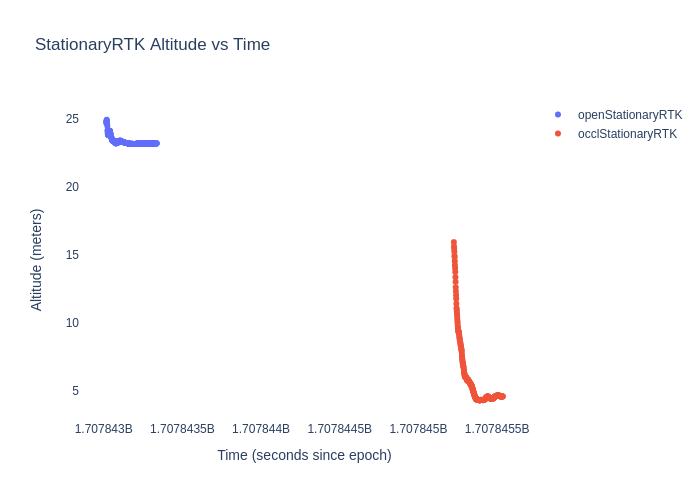 StationaryRTK Altitude vs Time
openStationaryRTK
occlStationaryRTK
Altitude (meters)
25
20
15
10
5
1.707843B 1.7078435B 1.707844B 1.7078445B 1.707845B 1.7078455B
Time (seconds since epoch)